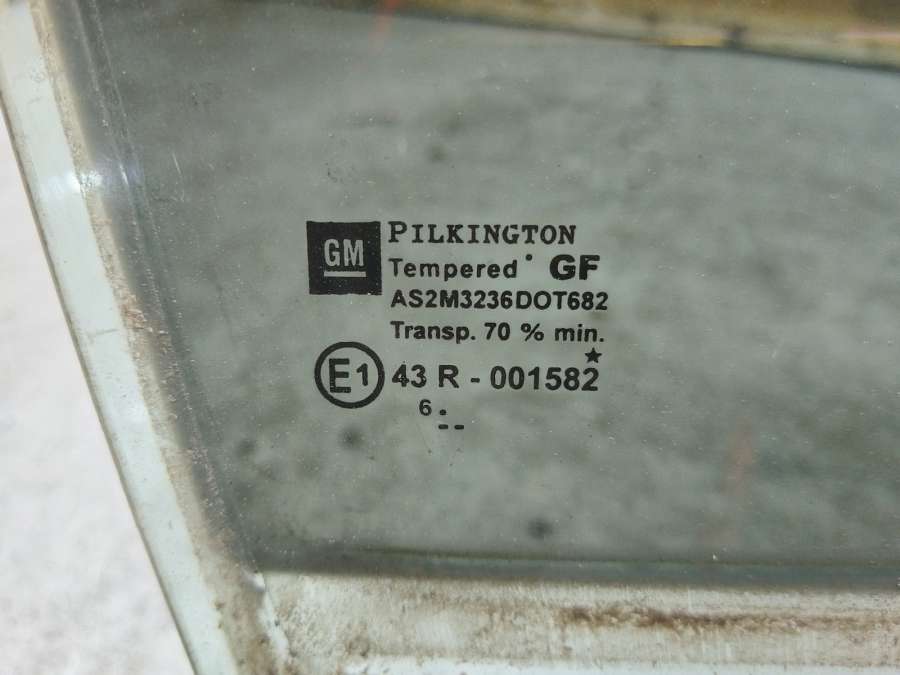 GM PILKINGTON
Tempered • GF
AS2M3236DOT682
Transp. 70 % min.
E1 43 R - 001582 ★
6 .
--